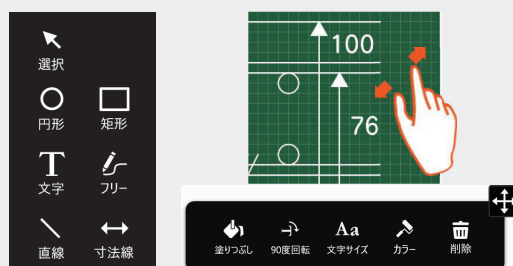 選択
円形
矩形
T
文字
フリー
直線
寸法線
100
76
Aa
塗りつぶし
90度回転
文字サイズ
カラー
削除